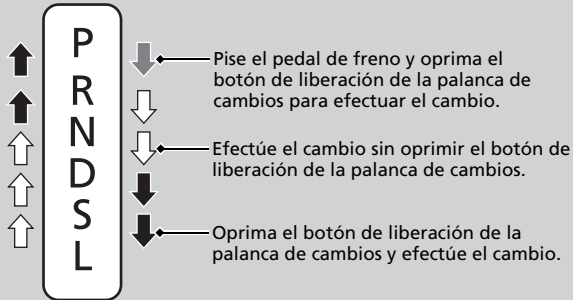 P
R
N
D
S
L
Pise el pedal de freno y oprima el
botón de liberación de la palanca de
cambios para efectuar el cambio.
Efectúe el cambio sin oprimir el botón de
liberación de la palanca de cambios.
Oprima el botón de liberación de la
palanca de cambios y efectúe el cambio.